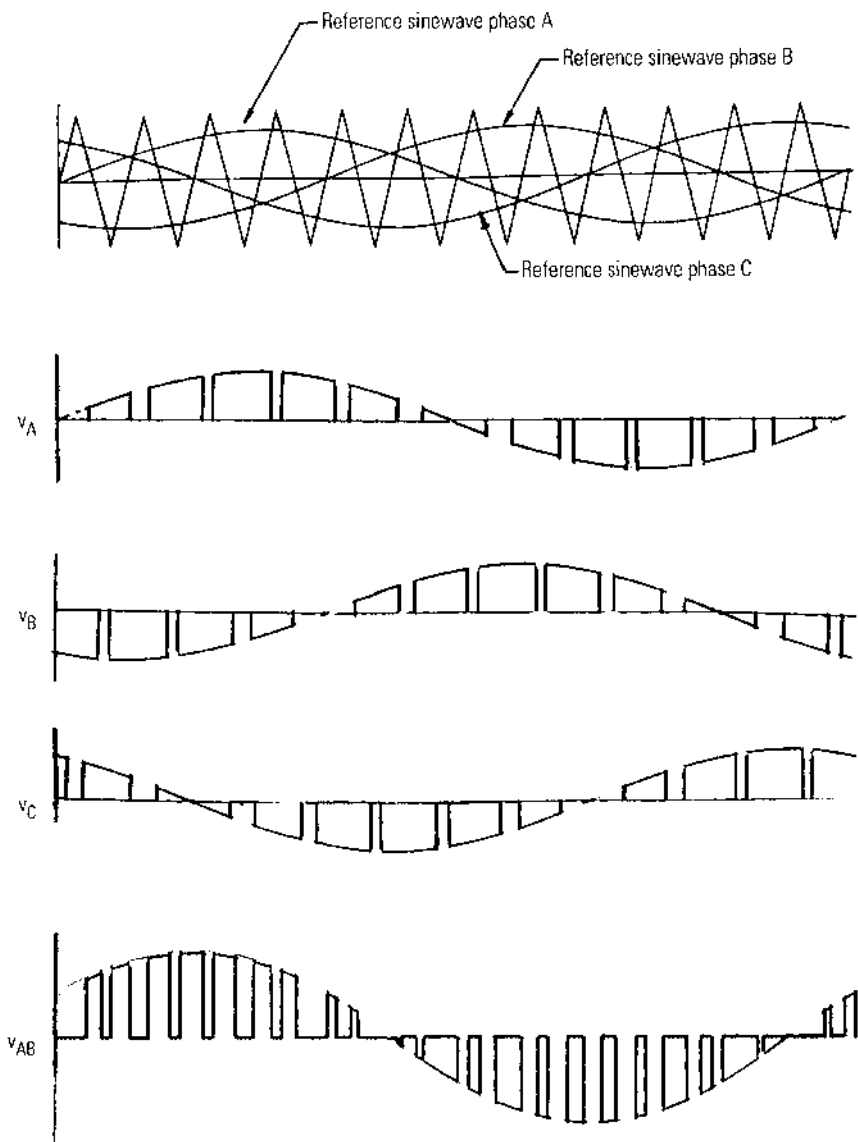 Reference sinewave phase A
Reference sinewave phase B
Reference sinewave phase C
vA
vB
vC
vAB